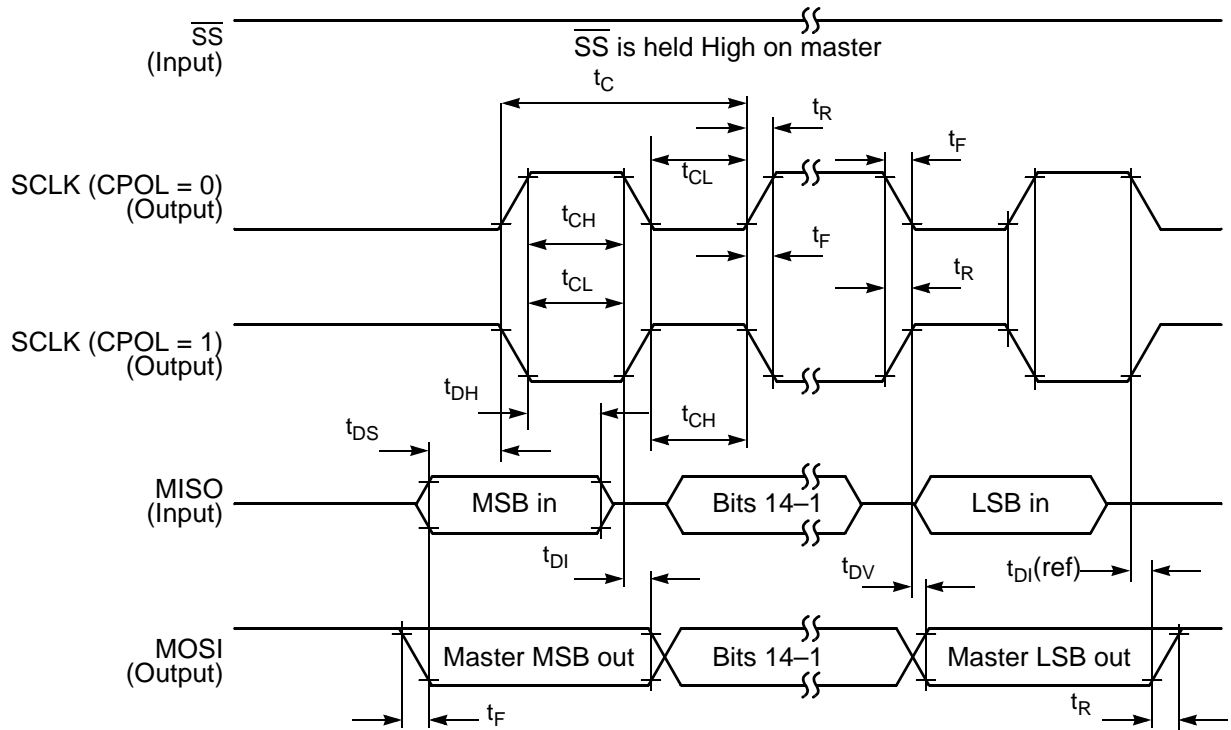 SS
(Input)
SS is held High on master
tC
tR
tF
tCL
SCLK (CPOL = 0)
(Output)
tCH
tF
tCL
tR
SCLK (CPOL = 1)
(Output)
tDH
tCH
tDS
MISO
(Input)
MSB in
Bits 14–1
LSB in
tDI
tDV
tDI(ref)
MOSI
(Output)
Master MSB out
Bits 14–1
Master LSB out
tF
tR